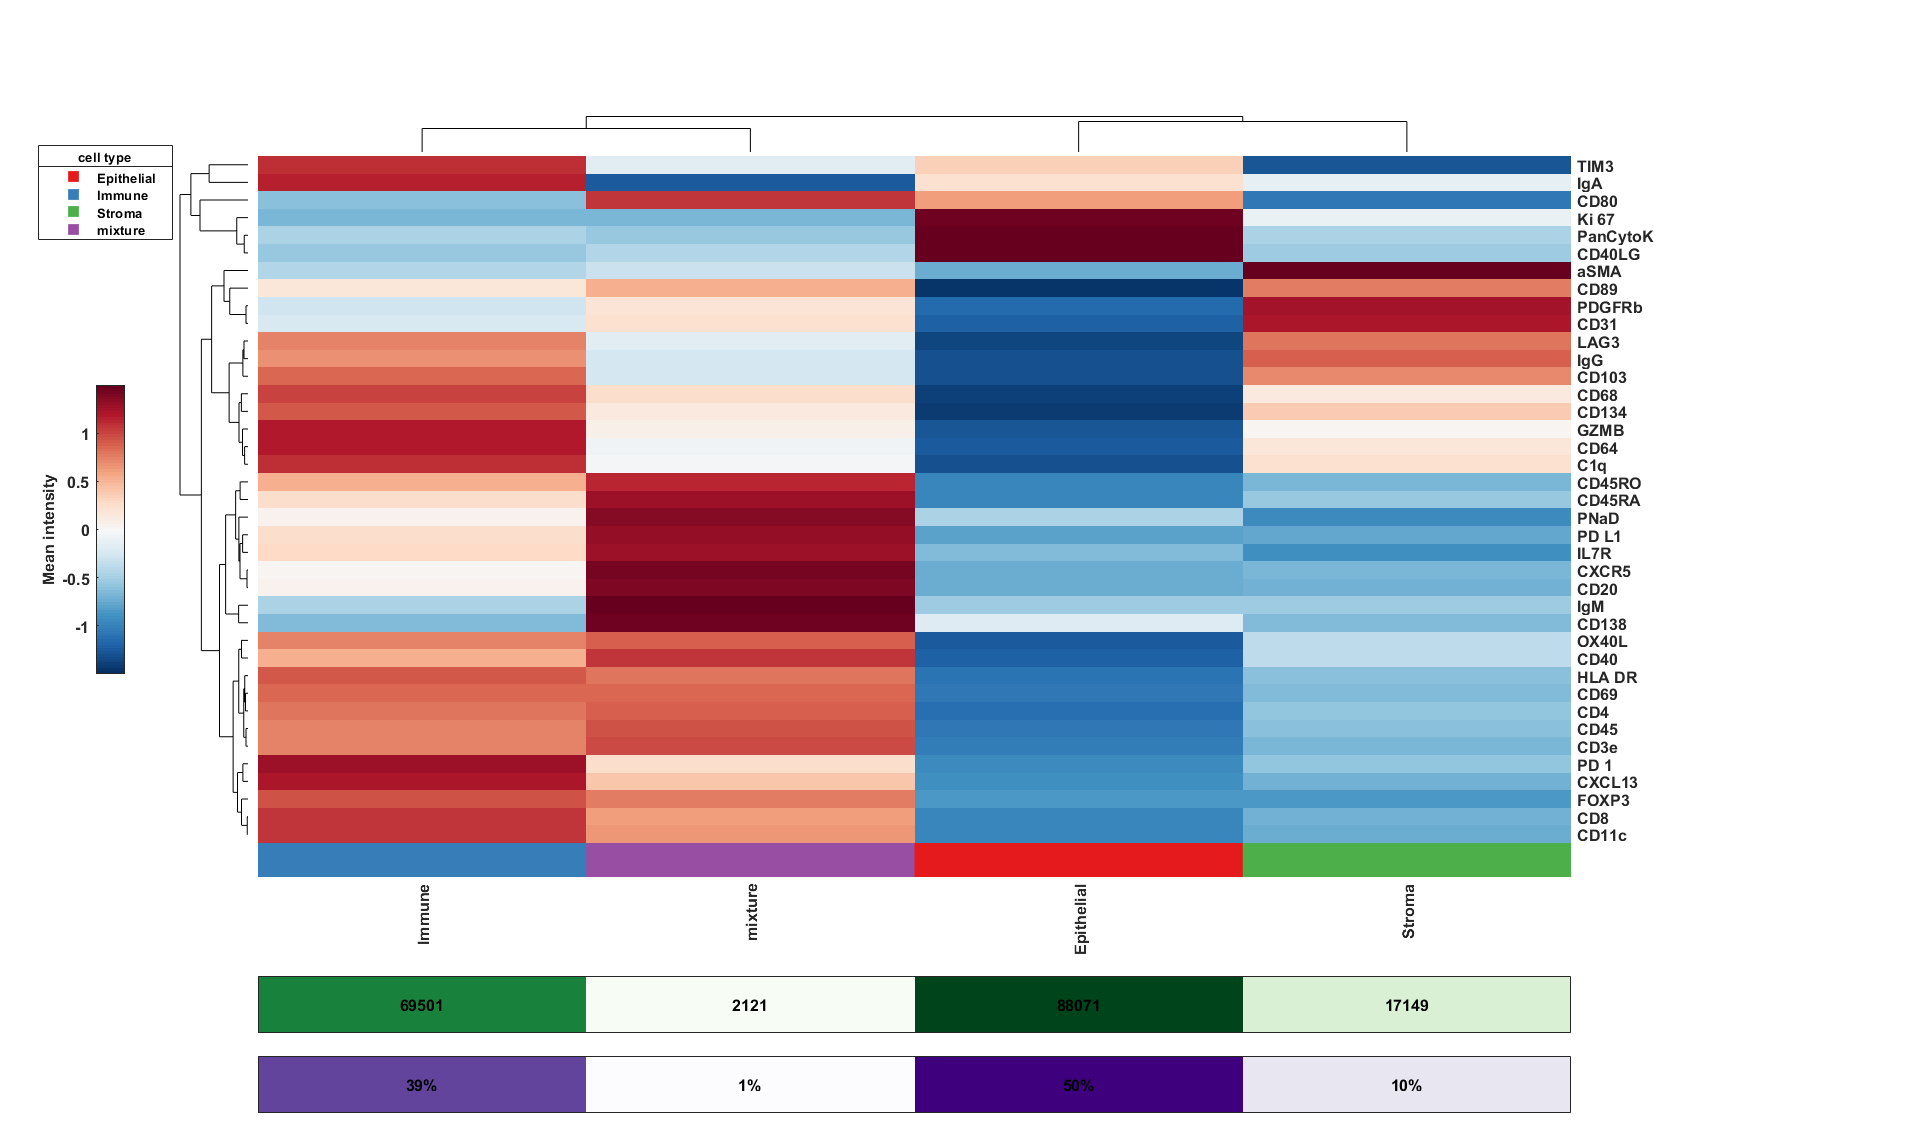 cell type
Epithelial
Immune
Stroma
mixture
Mean intensity
1
0.5
0
-0.5
-1
TIM3
IgA
CD80
Ki 67
PanCytoK
CD40LG
aSMA
CD89
PDGFRb
CD31
LAG3
IgG
CD103
CD68
CD134
GZMB
CD64
C1q
CD45RO
CD45RA
PNaD
PD L1
IL7R
CXCR5
CD20
IgM
CD138
OX40L
CD40
HLA DR
CD69
CD4
CD45
CD3e
PD 1
CXCL13
FOXP3
CD8
CD11c
Immune
mixture
Epithelial
Stroma
69501 2121 88071 17149
39% 1% 50% 10%